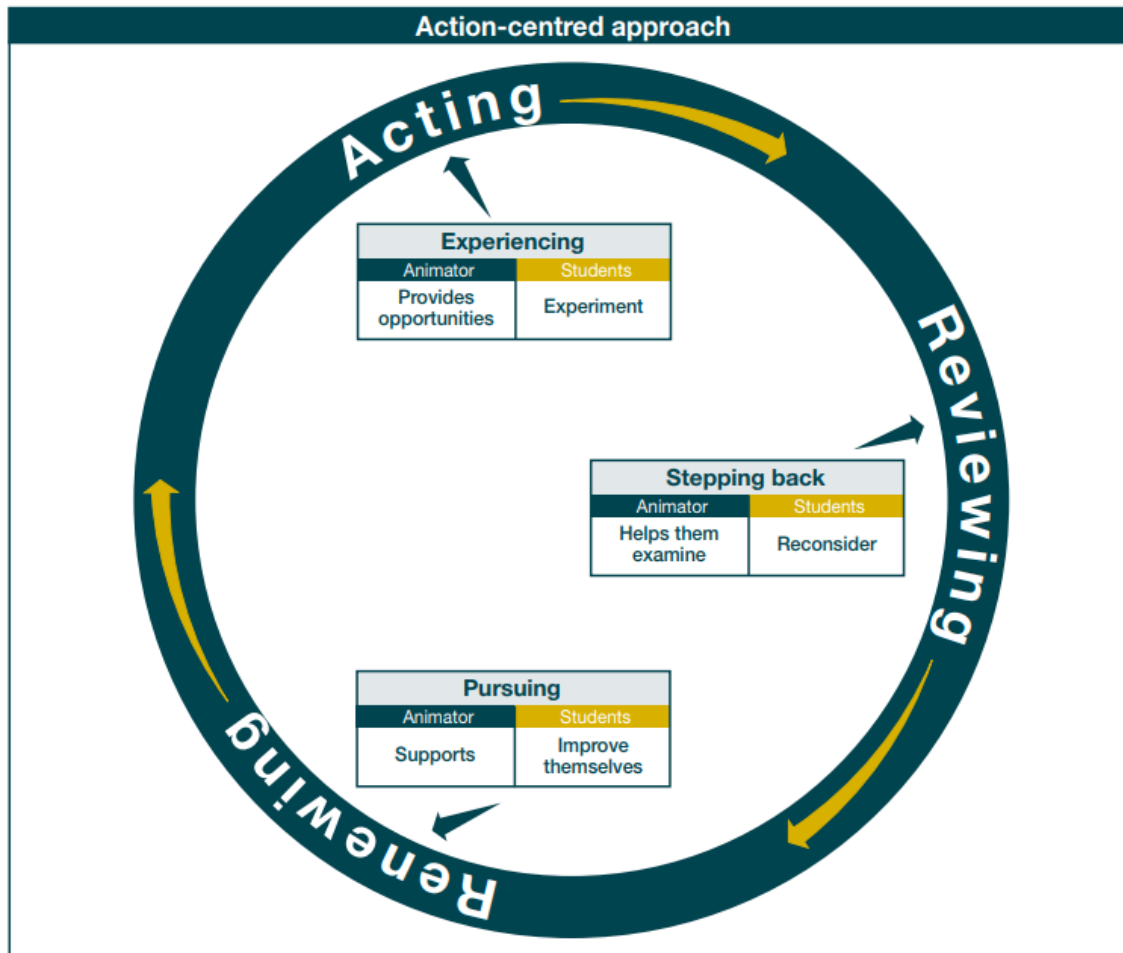 Action-centred approach
Acting
Experiencing
Animator Students
Provides
opportunities
Experiment
Reviewing
Stepping back
Animator Students
Helps them
examine
Reconsider
Pursuing
Animator Students
Supports
Improve
themselves
Renewing